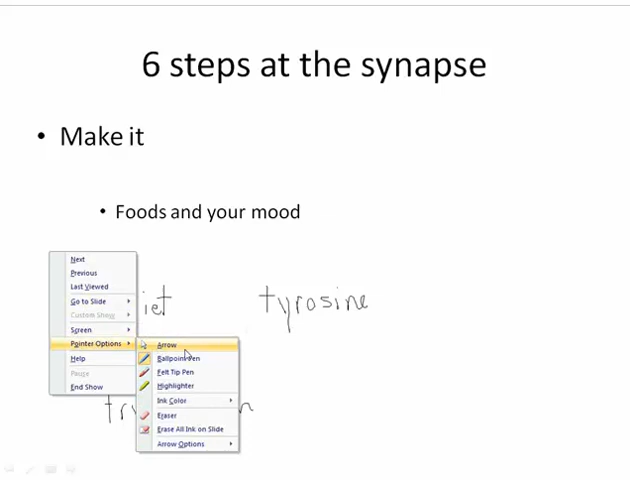 6 steps at the synapse
• Make it
• Foods and your mood
Next
Previous
Last Viewed
Go to Slide
Custom Show
Screen
Pointer Options
Help
Pause
End Show
Arrow
Ballpoint Pen
Felt Tip Pen
Highlighter
Ink Color
Eraser
Erase All Ink on Slide
Arrow Options
iet tyrosine